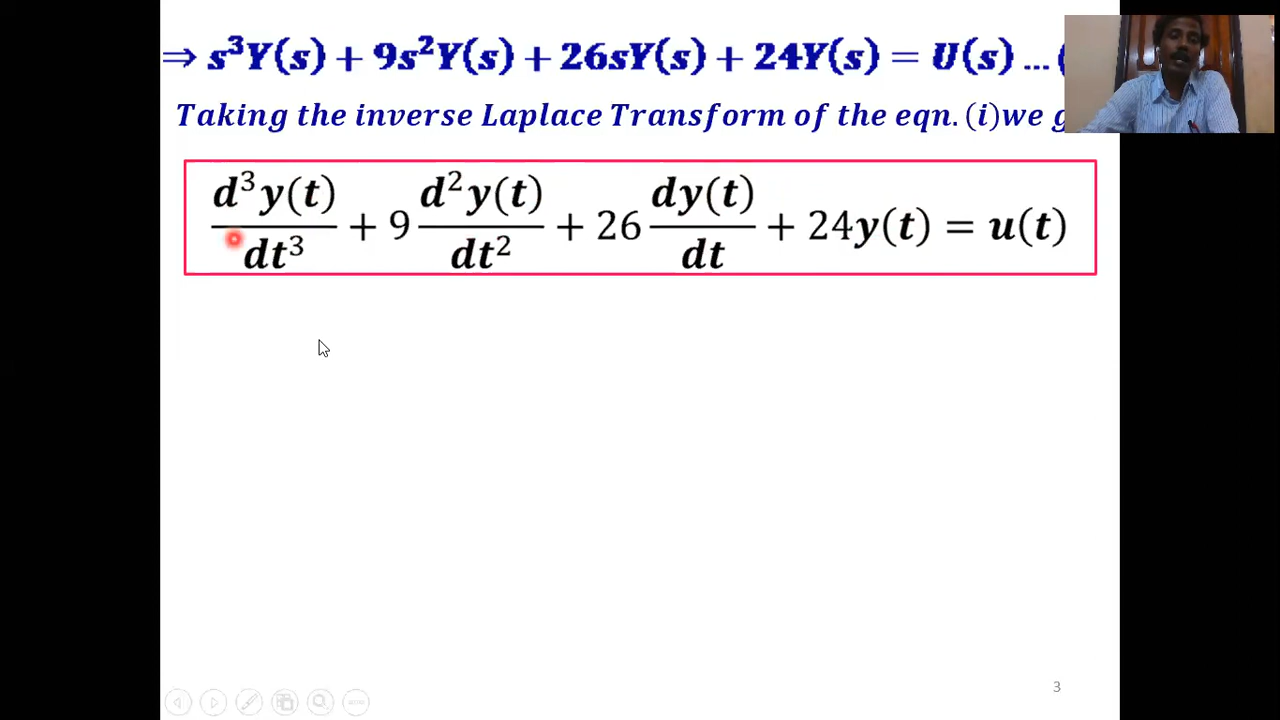 ⇒ s³Y(s) + 9s²Y(s) + 26sY(s) + 24Y(s) = U(s) … (
Taking the inverse Laplace Transform of the eqn. (i)we g
d³y(t)/dt³ + 9 d²y(t)/dt² + 26 dy(t)/dt + 24y(t) = u(t)
3